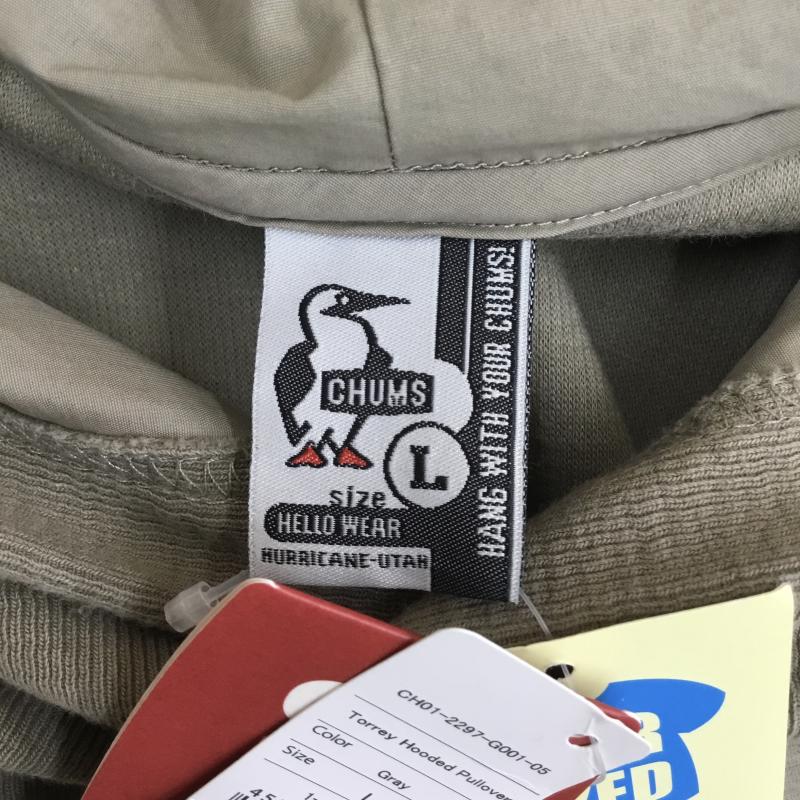 CHUMS
L
size
HELLO WEAR
HURRICANE-UTAH
HANG WITH YOUR CHUMS!
CH01-2297-G001-05
Torrey Hooded Pullover
Color Gray
Size L